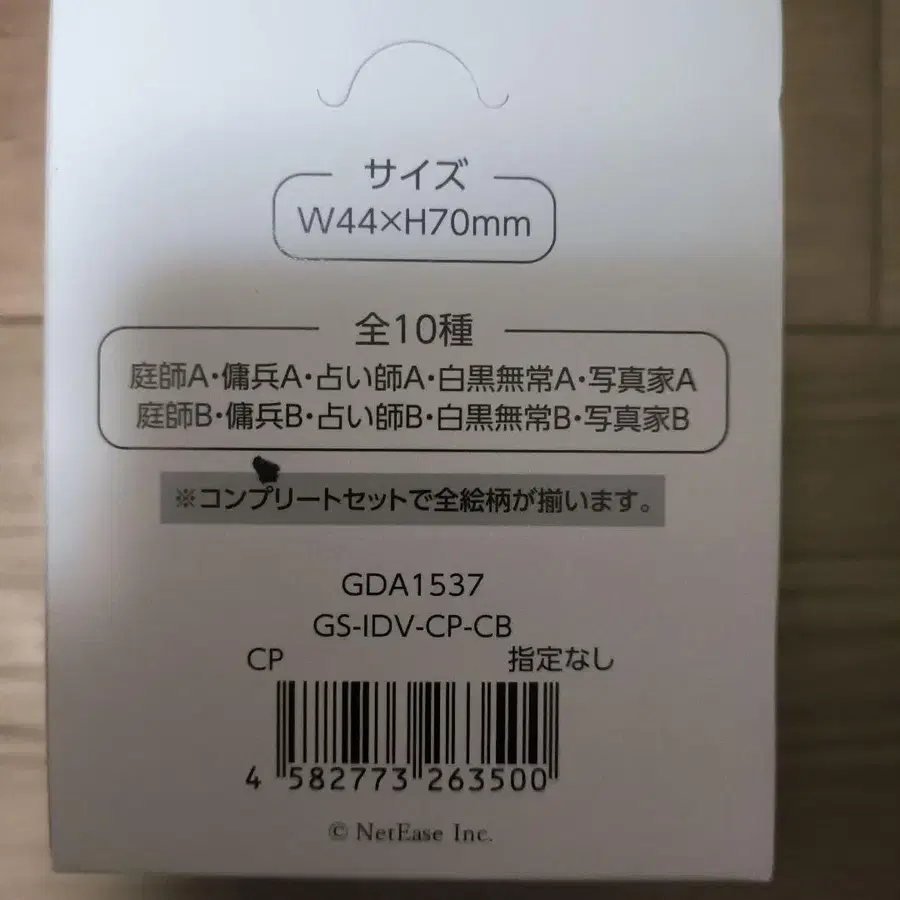 サイズ
W44×H70mm
全10種
庭師A・傭兵A・占い師A・白黒無常A・写真家A
庭師B・傭兵B・占い師B・白黒無常B・写真家B
※コンプリートセットで全絵柄が揃います。
GDA1537
GS-IDV-CP-CB
CP 指定なし
4 582773 263500
© NetEase Inc.